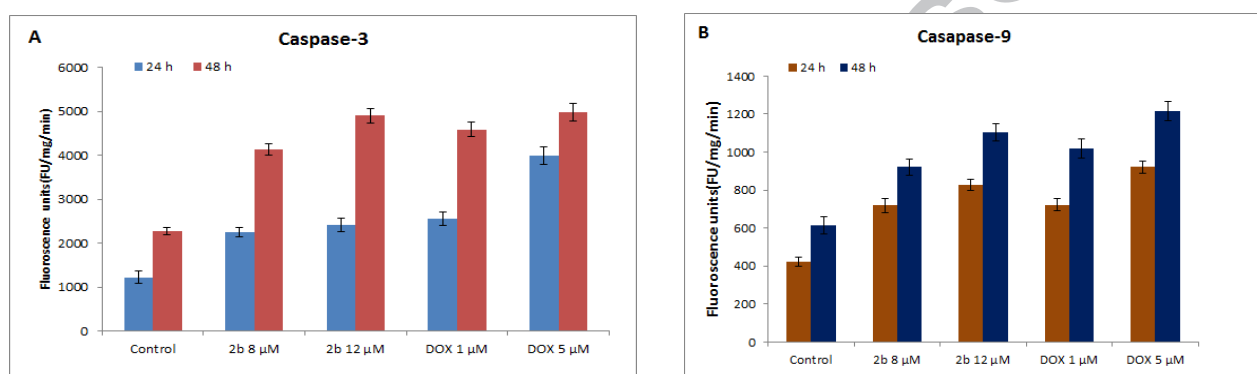 A
Caspase-3
24 h
48 h
Fluoroscence units(FU/mg/min)
6000
5000
4000
3000
2000
1000
0
Control
2b 8 µM
2b 12 µM
DOX 1 µM
DOX 5 µM
B
Casapase-9
24 h
48 h
Fluoroscence units(FU/mg/min)
1400
1200
1000
800
600
400
200
0
Control
2b 8 µM
2b 12 µM
DOX 1 µM
DOX 5 µM